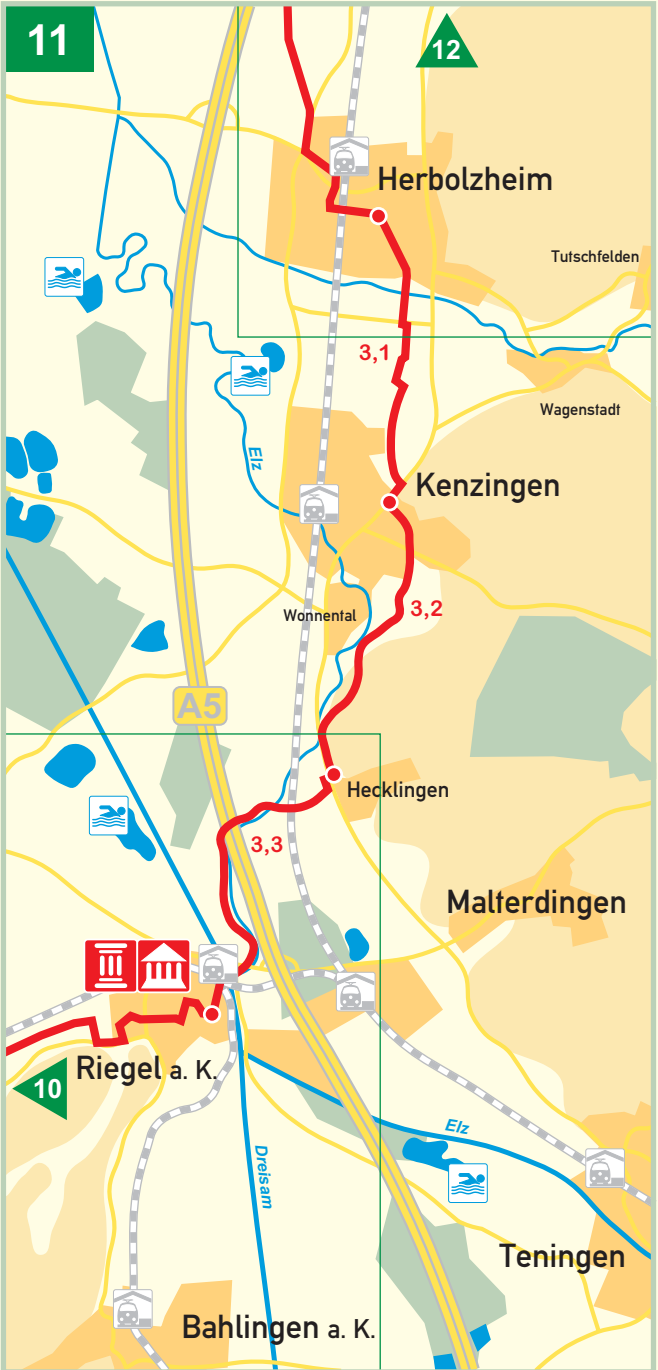 11
12
Herbolzheim
Tutschfelden
3,1
Wagenstadt
Elz
Kenzingen
3,2
Wonnental
A5
Hecklingen
3,3
Malterdingen
Riegel a. K.
10
Elz
Dreisam
Teningen
Bahlingen a. K.